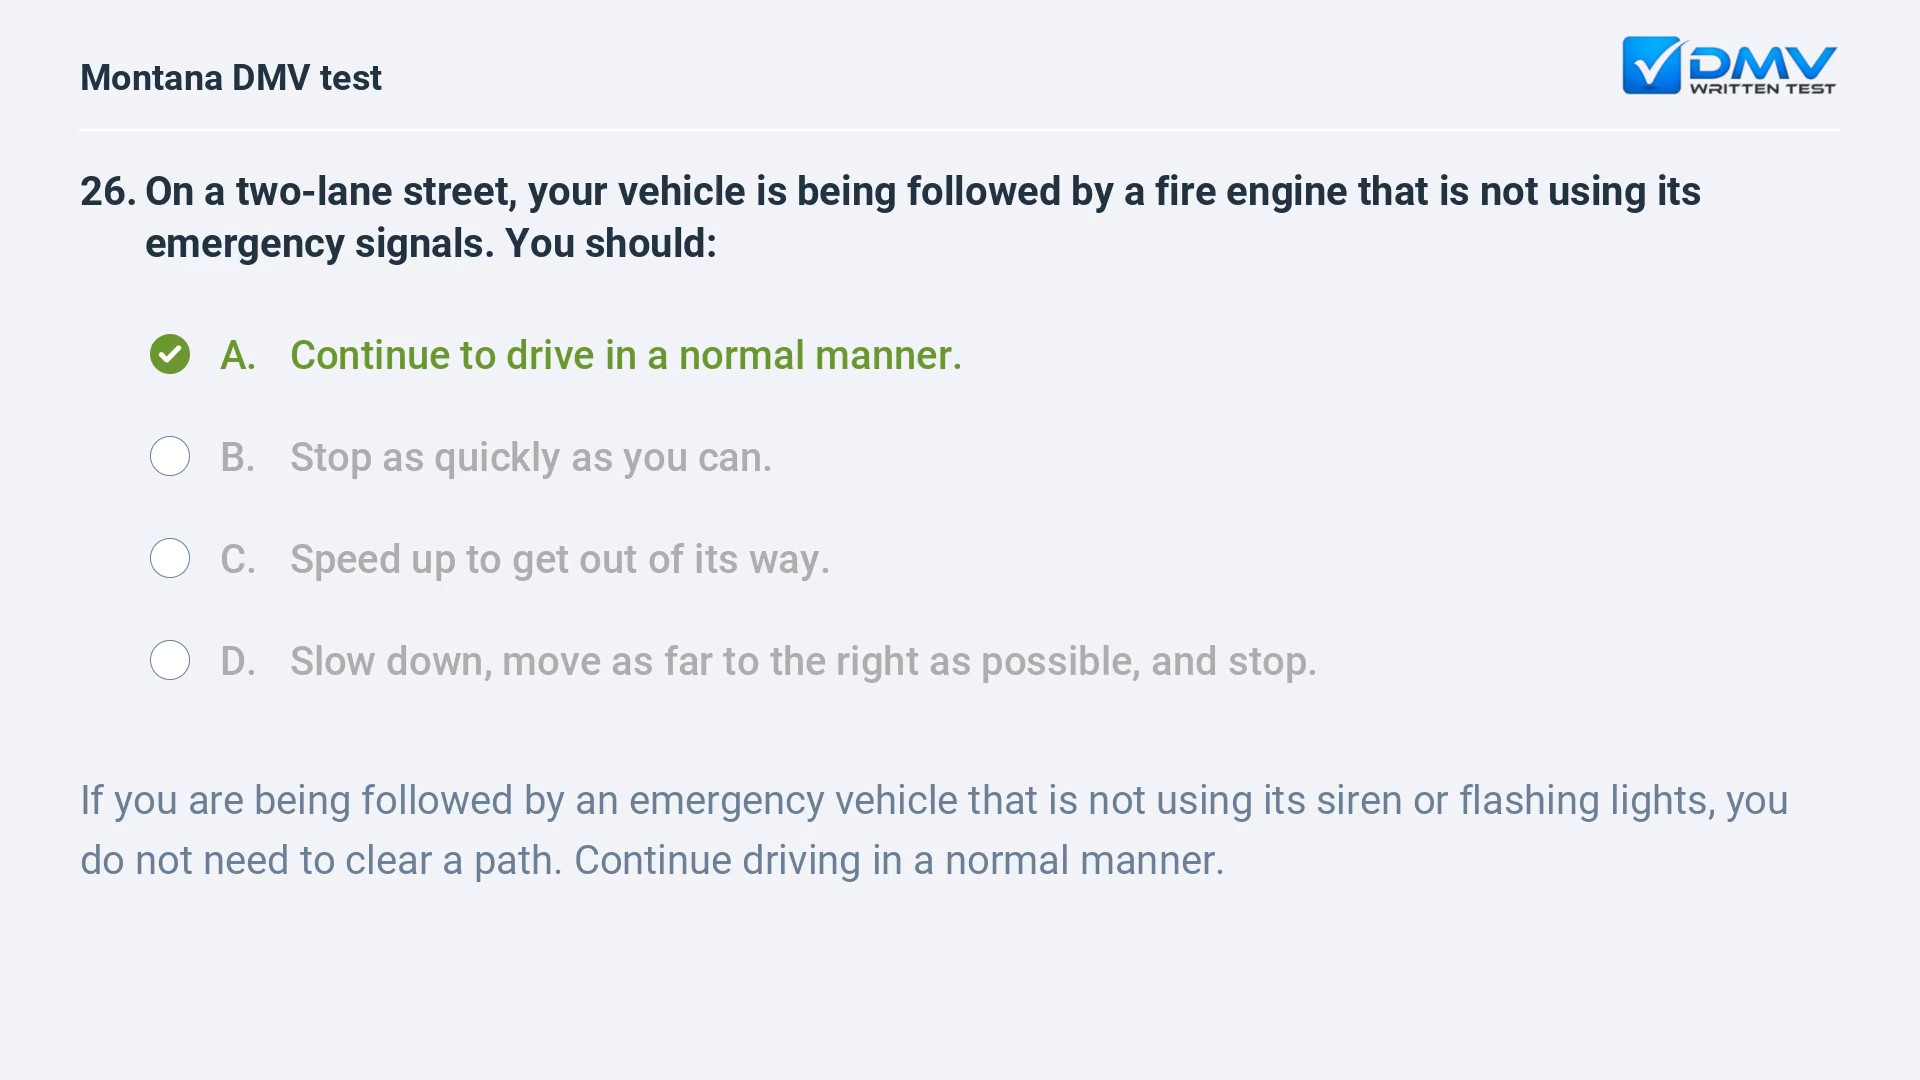 Montana DMV test
DMV
WRITTEN TEST
26. On a two-lane street, your vehicle is being followed by a fire engine that is not using its
emergency signals. You should:
A. Continue to drive in a normal manner.
B. Stop as quickly as you can.
C. Speed up to get out of its way.
D. Slow down, move as far to the right as possible, and stop.
If you are being followed by an emergency vehicle that is not using its siren or flashing lights, you
do not need to clear a path. Continue driving in a normal manner.